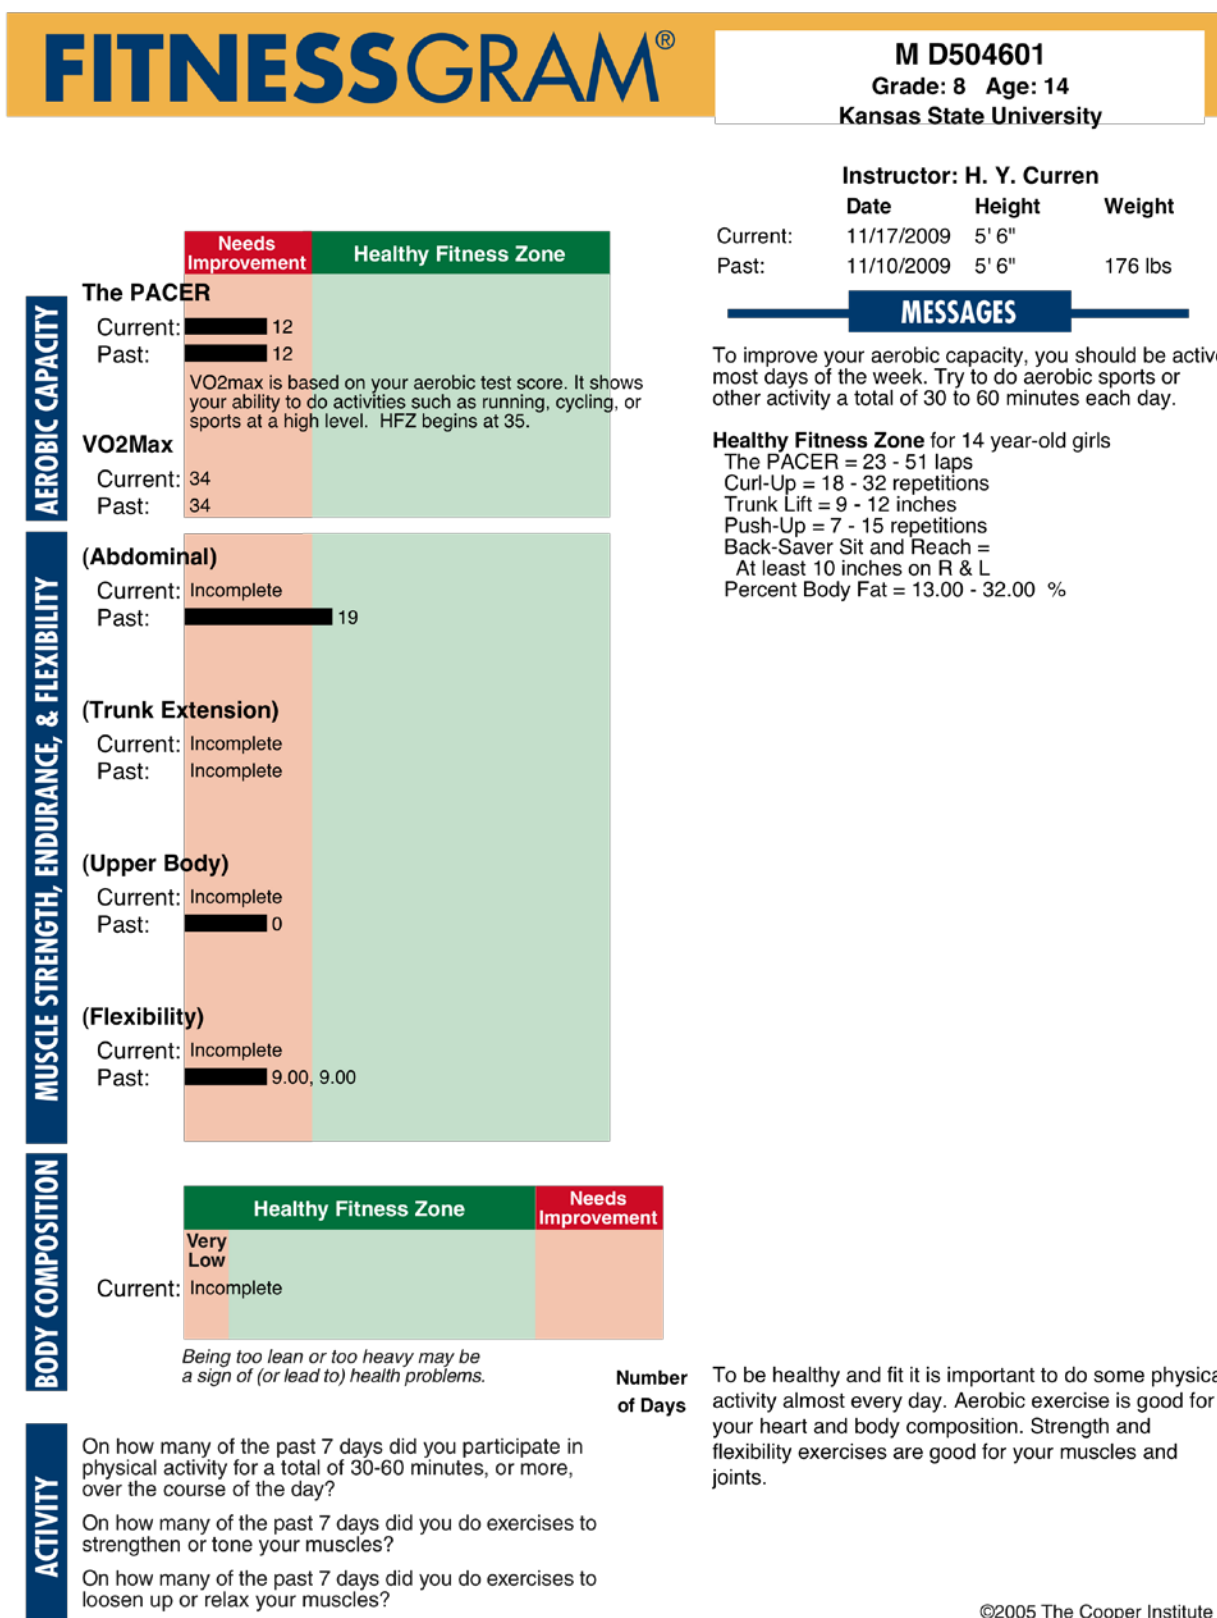 FITNESSGRAM®
M D504601
Grade: 8 Age: 14
Kansas State University
Instructor: H. Y. Curren
Date Height Weight
Current: 11/17/2009 5' 6"
Past: 11/10/2009 5' 6" 176 lbs
MESSAGES
To improve your aerobic capacity, you should be active
most days of the week. Try to do aerobic sports or
other activity a total of 30 to 60 minutes each day.
Healthy Fitness Zone for 14 year-old girls
The PACER = 23 - 51 laps
Curl-Up = 18 - 32 repetitions
Trunk Lift = 9 - 12 inches
Push-Up = 7 - 15 repetitions
Back-Saver Sit and Reach =
At least 10 inches on R & L
Percent Body Fat = 13.00 - 32.00 %
Needs
Improvement
Healthy Fitness Zone
AEROBIC CAPACITY
The PACER
Current: 12
Past: 12
VO2max is based on your aerobic test score. It shows
your ability to do activities such as running, cycling, or
sports at a high level. HFZ begins at 35.
VO2Max
Current: 34
Past: 34
MUSCLE STRENGTH, ENDURANCE, & FLEXIBILITY
(Abdominal)
Current: Incomplete
Past: 19
(Trunk Extension)
Current: Incomplete
Past: Incomplete
(Upper Body)
Current: Incomplete
Past: 0
(Flexibility)
Current: Incomplete
Past: 9.00, 9.00
BODY COMPOSITION
Healthy Fitness Zone
Needs
Improvement
Very
Low
Current: Incomplete
Being too lean or too heavy may be
a sign of (or lead to) health problems.
Number
of Days
To be healthy and fit it is important to do some physica
activity almost every day. Aerobic exercise is good for
your heart and body composition. Strength and
flexibility exercises are good for your muscles and
joints.
ACTIVITY
On how many of the past 7 days did you participate in
physical activity for a total of 30-60 minutes, or more,
over the course of the day?
On how many of the past 7 days did you do exercises to
strengthen or tone your muscles?
On how many of the past 7 days did you do exercises to
loosen up or relax your muscles?
©2005 The Cooper Institute